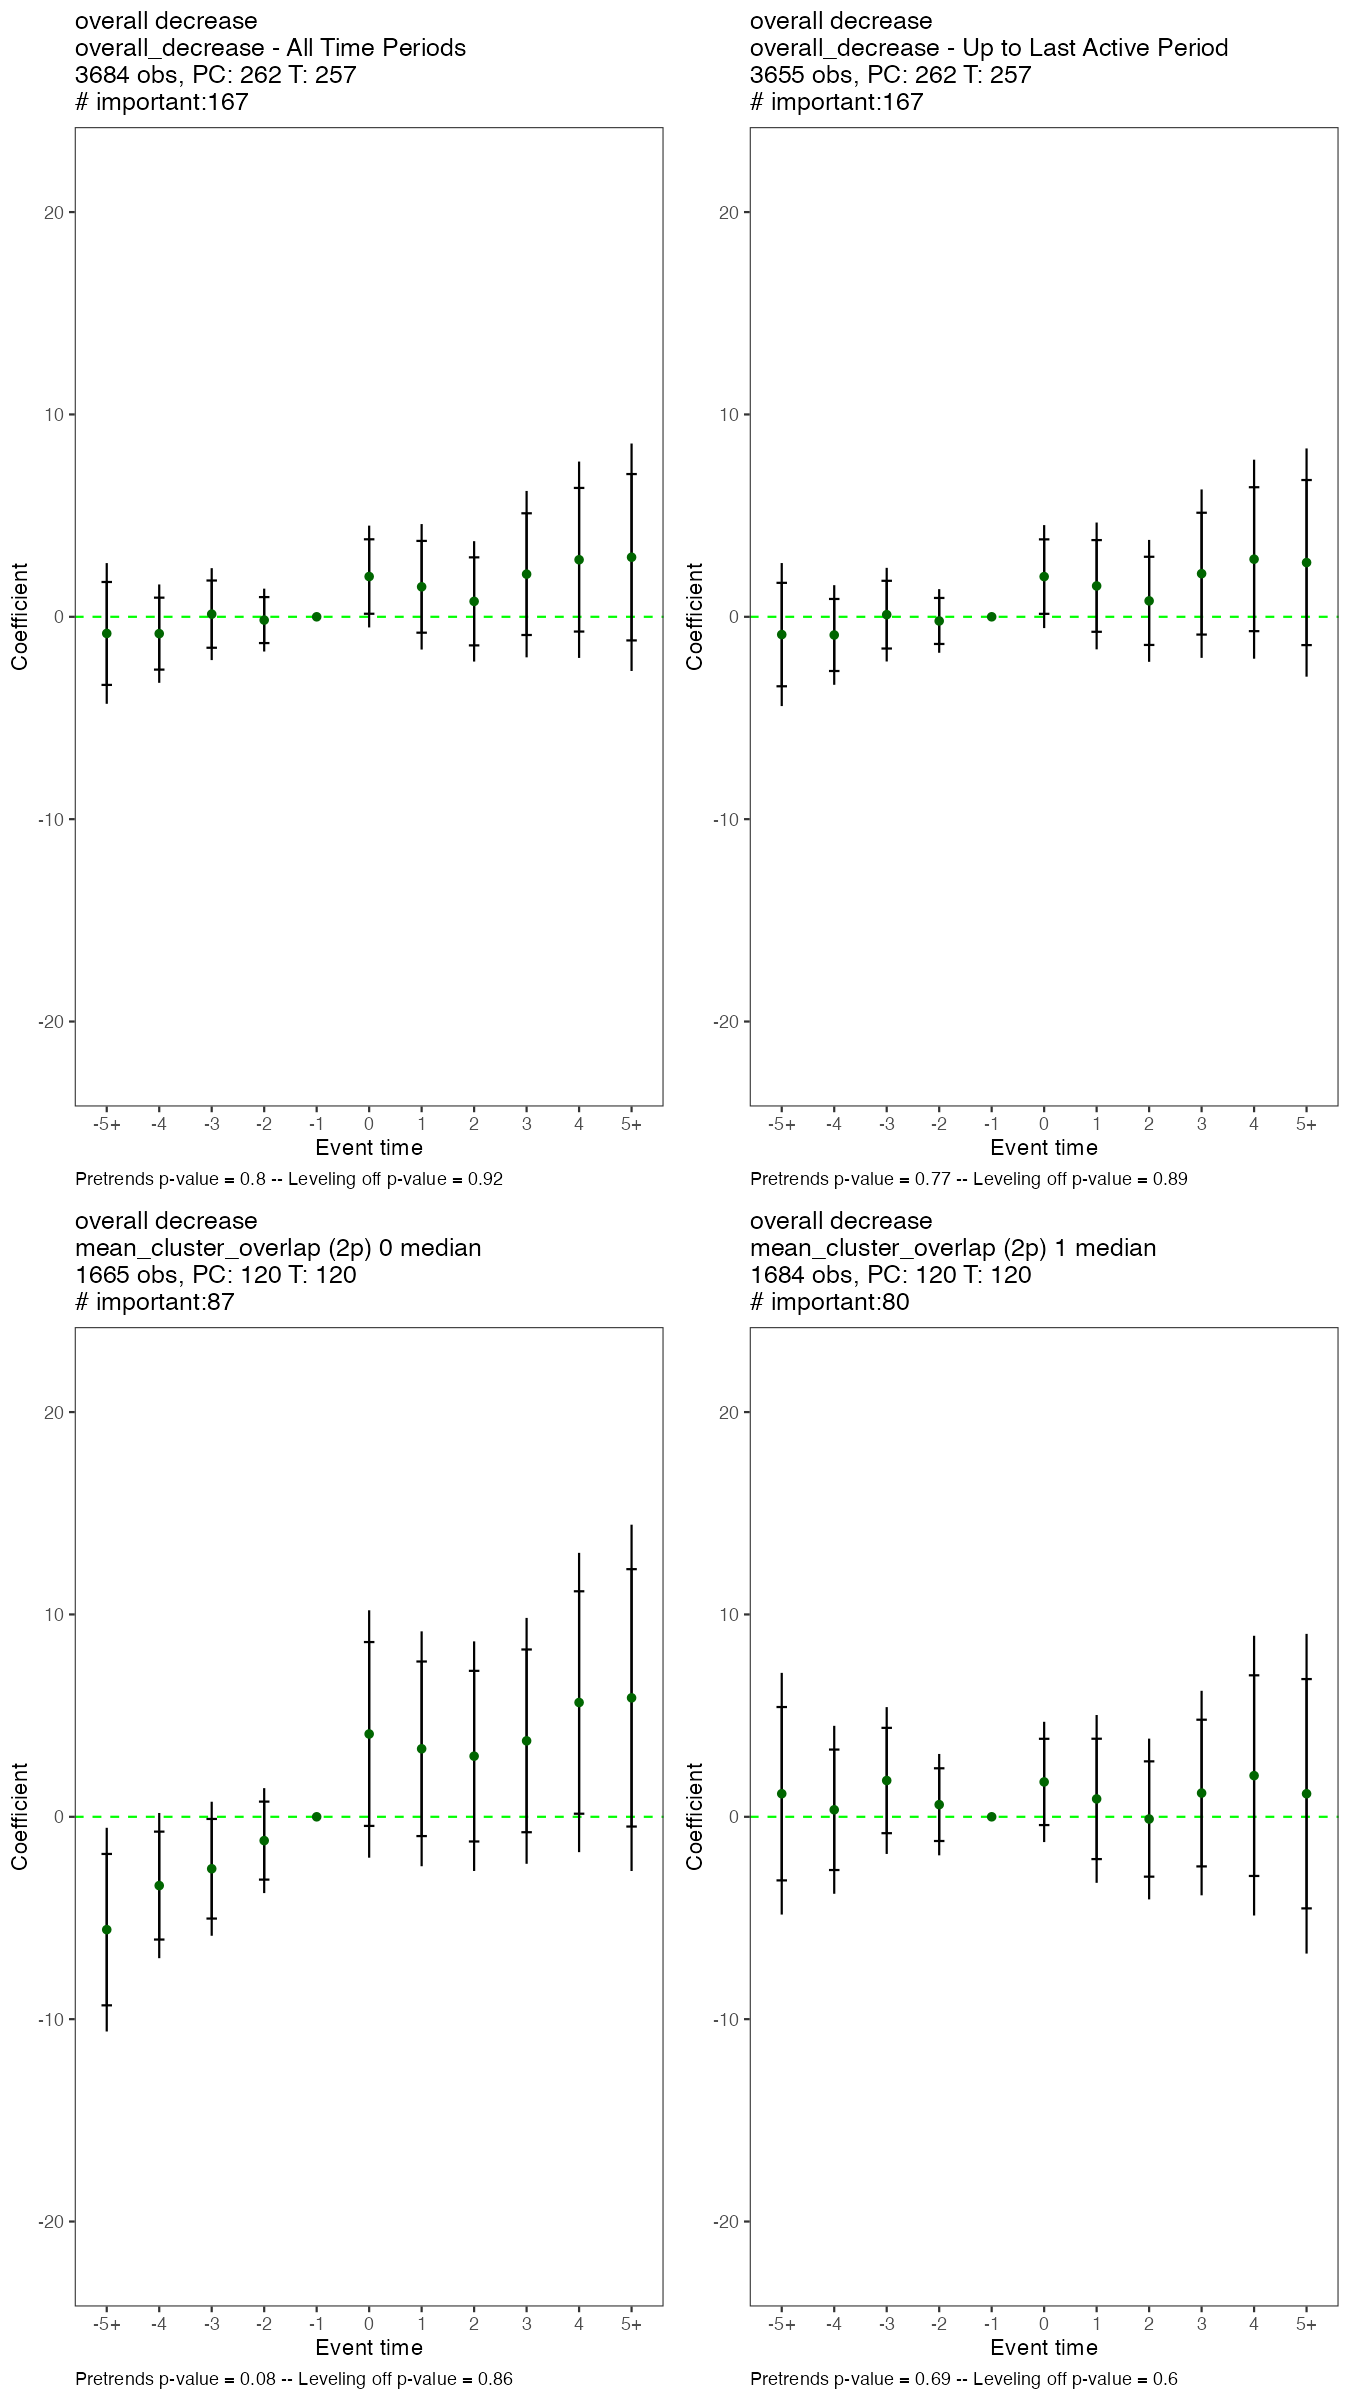 overall decrease
overall_decrease - All Time Periods
3684 obs, PC: 262 T: 257
# important:167
20
10
0
-10
-20
Coefficient
-5+ -4 -3 -2 -1 0 1 2 3 4 5+
Event time
Pretrends p-value = 0.8 -- Leveling off p-value = 0.92
overall decrease
overall_decrease - Up to Last Active Period
3655 obs, PC: 262 T: 257
# important:167
20
10
0
-10
-20
Coefficient
-5+ -4 -3 -2 -1 0 1 2 3 4 5+
Event time
Pretrends p-value = 0.77 -- Leveling off p-value = 0.89
overall decrease
mean_cluster_overlap (2p) 0 median
1665 obs, PC: 120 T: 120
# important:87
20
10
0
-10
-20
Coefficient
-5+ -4 -3 -2 -1 0 1 2 3 4 5+
Event time
Pretrends p-value = 0.08 -- Leveling off p-value = 0.86
overall decrease
mean_cluster_overlap (2p) 1 median
1684 obs, PC: 120 T: 120
# important:80
20
10
0
-10
-20
Coefficient
-5+ -4 -3 -2 -1 0 1 2 3 4 5+
Event time
Pretrends p-value = 0.69 -- Leveling off p-value = 0.6